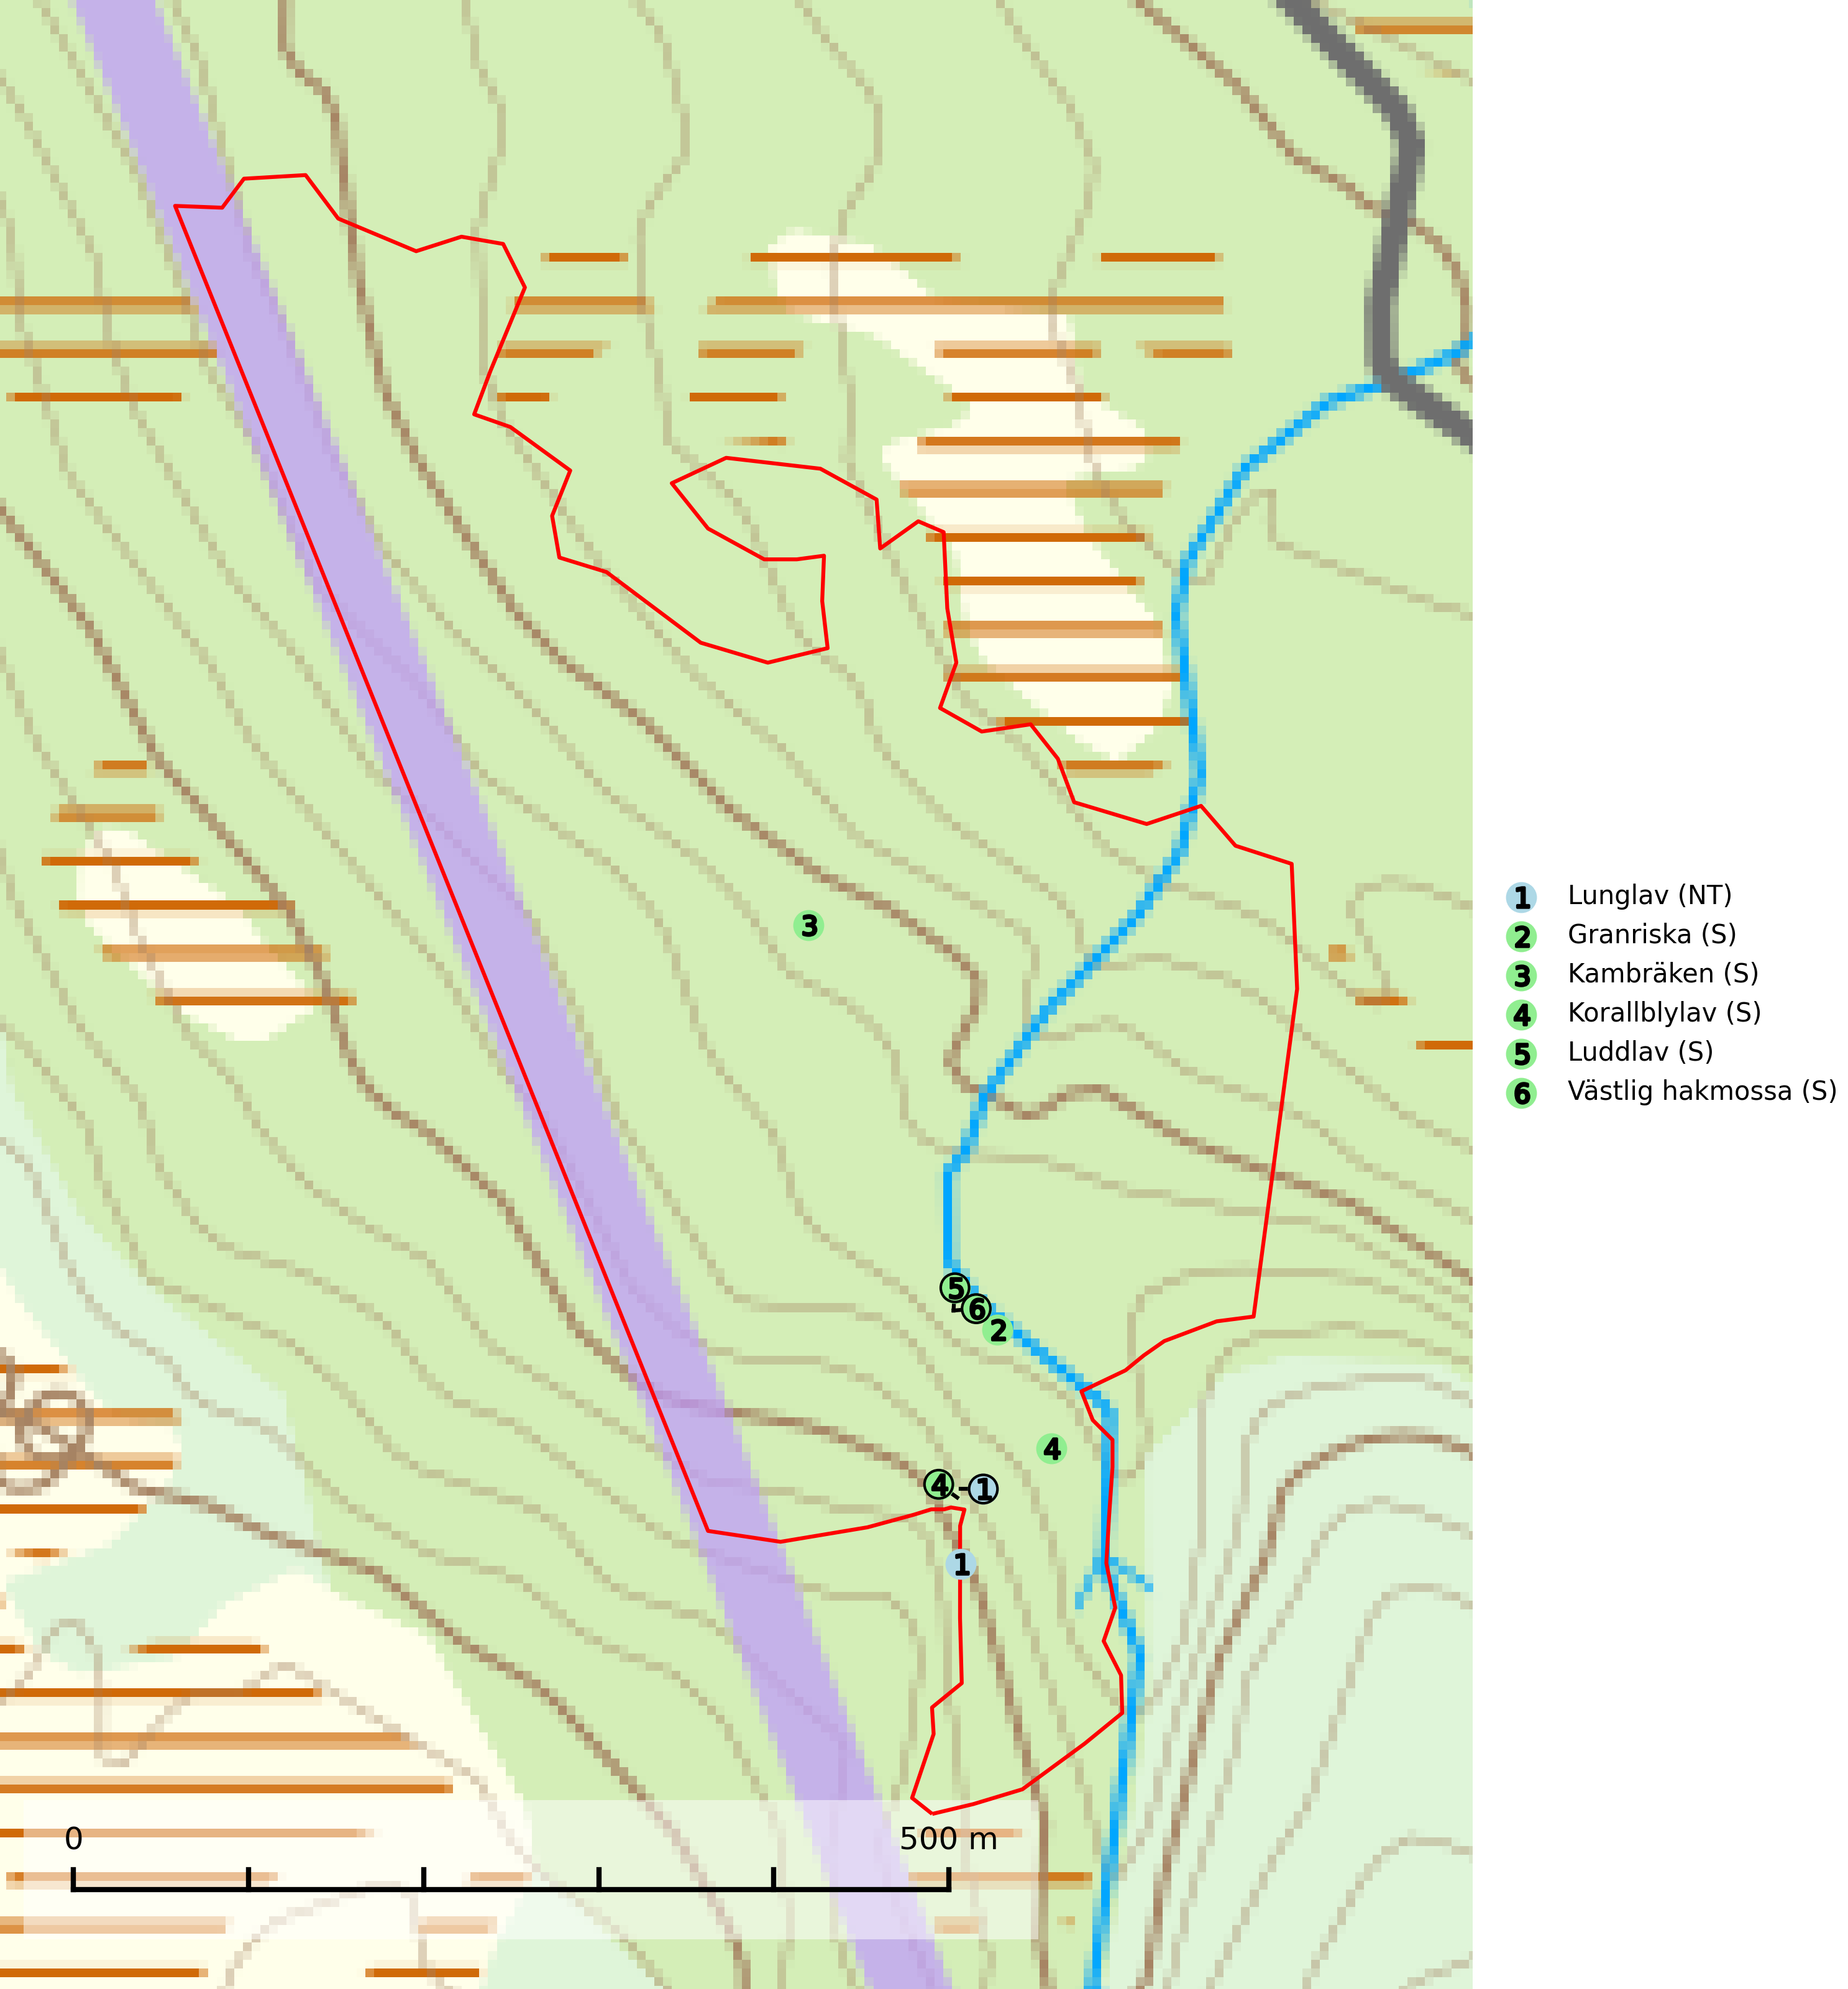 3
5
6
2
4
4
1
1
0 500 m
1 Lunglav (NT)
2 Granriska (S)
3 Kambräken (S)
4 Korallblylav (S)
5 Luddlav (S)
6 Västlig hakmossa (S)